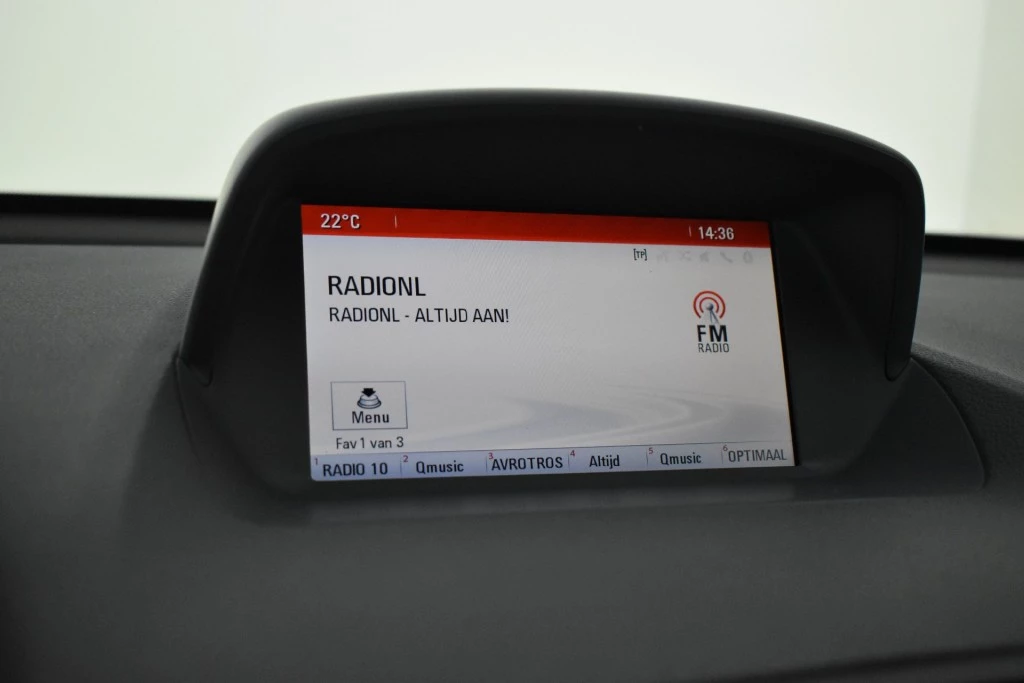 22°C 14:36
[TP]
RADIONL
RADIONL - ALTIJD AAN!
FM
RADIO
Menu
Fav 1 van 3
1 RADIO 10 2 Qmusic 3 AVROTROS 4 Altijd 5 Qmusic 6 OPTIMAAL